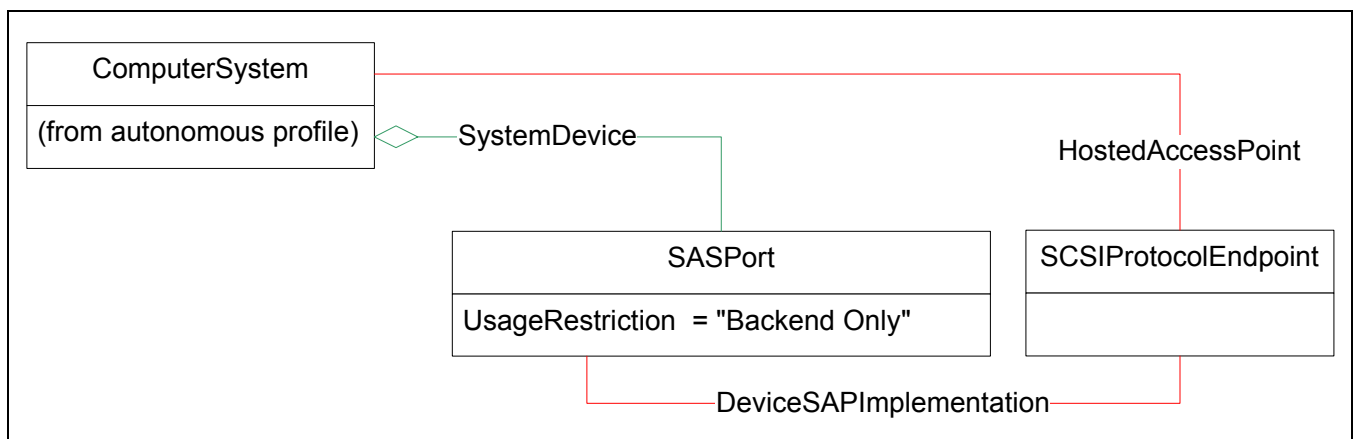 ComputerSystem
(from autonomous profile)
SystemDevice
HostedAccessPoint
SASPort
SCSIProtocolEndpoint
UsageRestriction = "Backend Only"
DeviceSAPImplementation